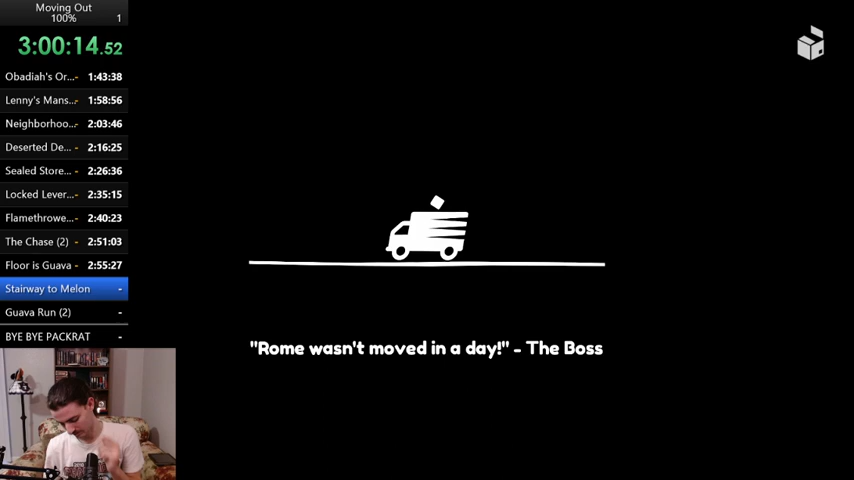 Moving Out
100% 1
3:00:14.52
Obadiah's Or...- 1:43:38
Lenny's Mans...- 1:58:56
Neighborhoo...- 2:03:46
Deserted De... - 2:16:25
Sealed Store... - 2:26:36
Locked Lever...- 2:35:15
Flamethrowe...- 2:40:23
The Chase (2) - 2:51:03
Floor is Guava - 2:55:27
Stairway to Melon -
Guava Run (2) -
BYE BYE PACKRAT -
"Rome wasn't moved in a day!" - The Boss